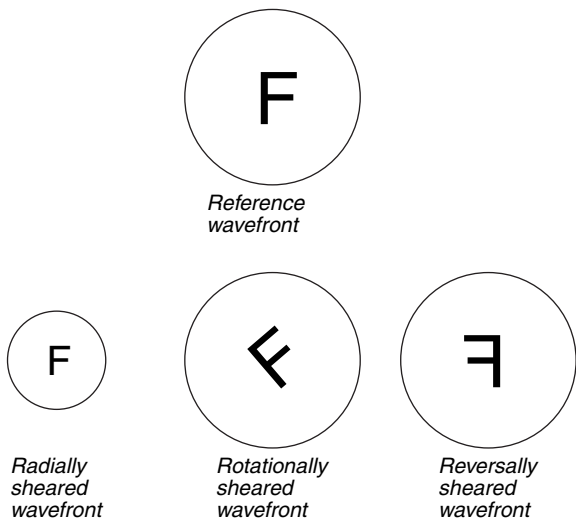 F
Reference
wavefront
F
Radially
sheared
wavefront
F
Rotationally
sheared
wavefront
F
Reversally
sheared
wavefront